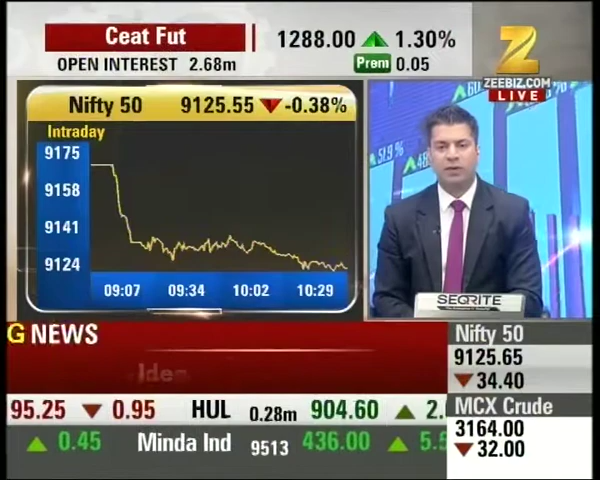 Ceat Fut
1288.00 1.30%
OPEN INTEREST 2.68m
Prem 0.05
ZEEBIZ.COM
LIVE
Nifty 50 9125.55 -0.38%
Intraday
9175
9158
9141
9124
09:07 09:34 10:02 10:29
51.9%
SEQRITE
G NEWS
Idea
Nifty 50
9125.65
34.40
MCX Crude
3164.00
32.00
95.25 0.95 HUL 0.28m 904.60 2.
0.45 Minda Ind 9513 436.00 5.5